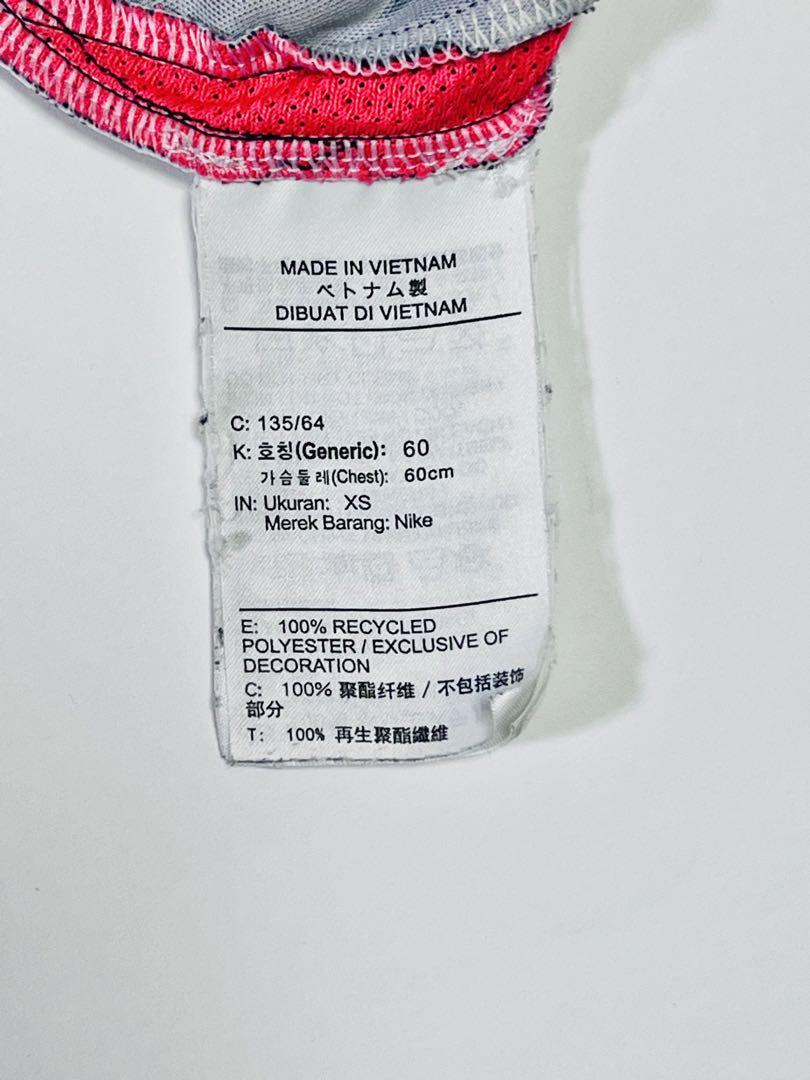 MADE IN VIETNAM
ベトナム製
DIBUAT DI VIETNAM
C: 135/64
K: 호칭(Generic): 60
가슴둘레(Chest): 60cm
IN: Ukuran: XS
Merek Barang: Nike
E: 100% RECYCLED
POLYESTER / EXCLUSIVE OF
DECORATION
C: 100% 聚酯纤维 / 不包括装饰
部分
T: 100% 再生聚酯纖維